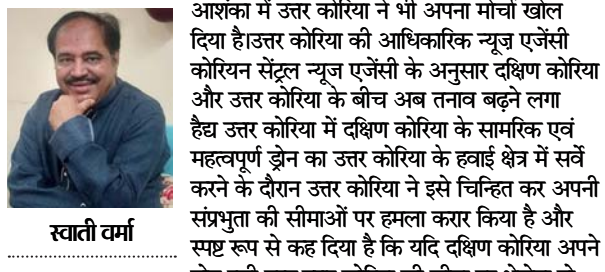 आशंका में उत्तर कोरिया ने भी अपना मोर्चा खोल
दिया है।उत्तर कोरिया की आधिकारिक न्यूज़ एजेंसी
कोरियन सेंट्रल न्यूज एजेंसी के अनुसार दक्षिण कोरिया
और उत्तर कोरिया के बीच अब तनाव बढ़ने लगा
हैद्य उत्तर कोरिया में दक्षिण कोरिया के सामरिक एवं
महत्वपूर्ण ड्रोन का उत्तर कोरिया के हवाई क्षेत्र में सर्वे
करने के दौरान उत्तर कोरिया ने इसे चिन्हित कर अपनी
संप्रभुता की सीमाओं पर हमला करार किया है और
स्पष्ट रूप से कह दिया है कि यदि दक्षिण कोरिया अपने
स्वाती वर्मा